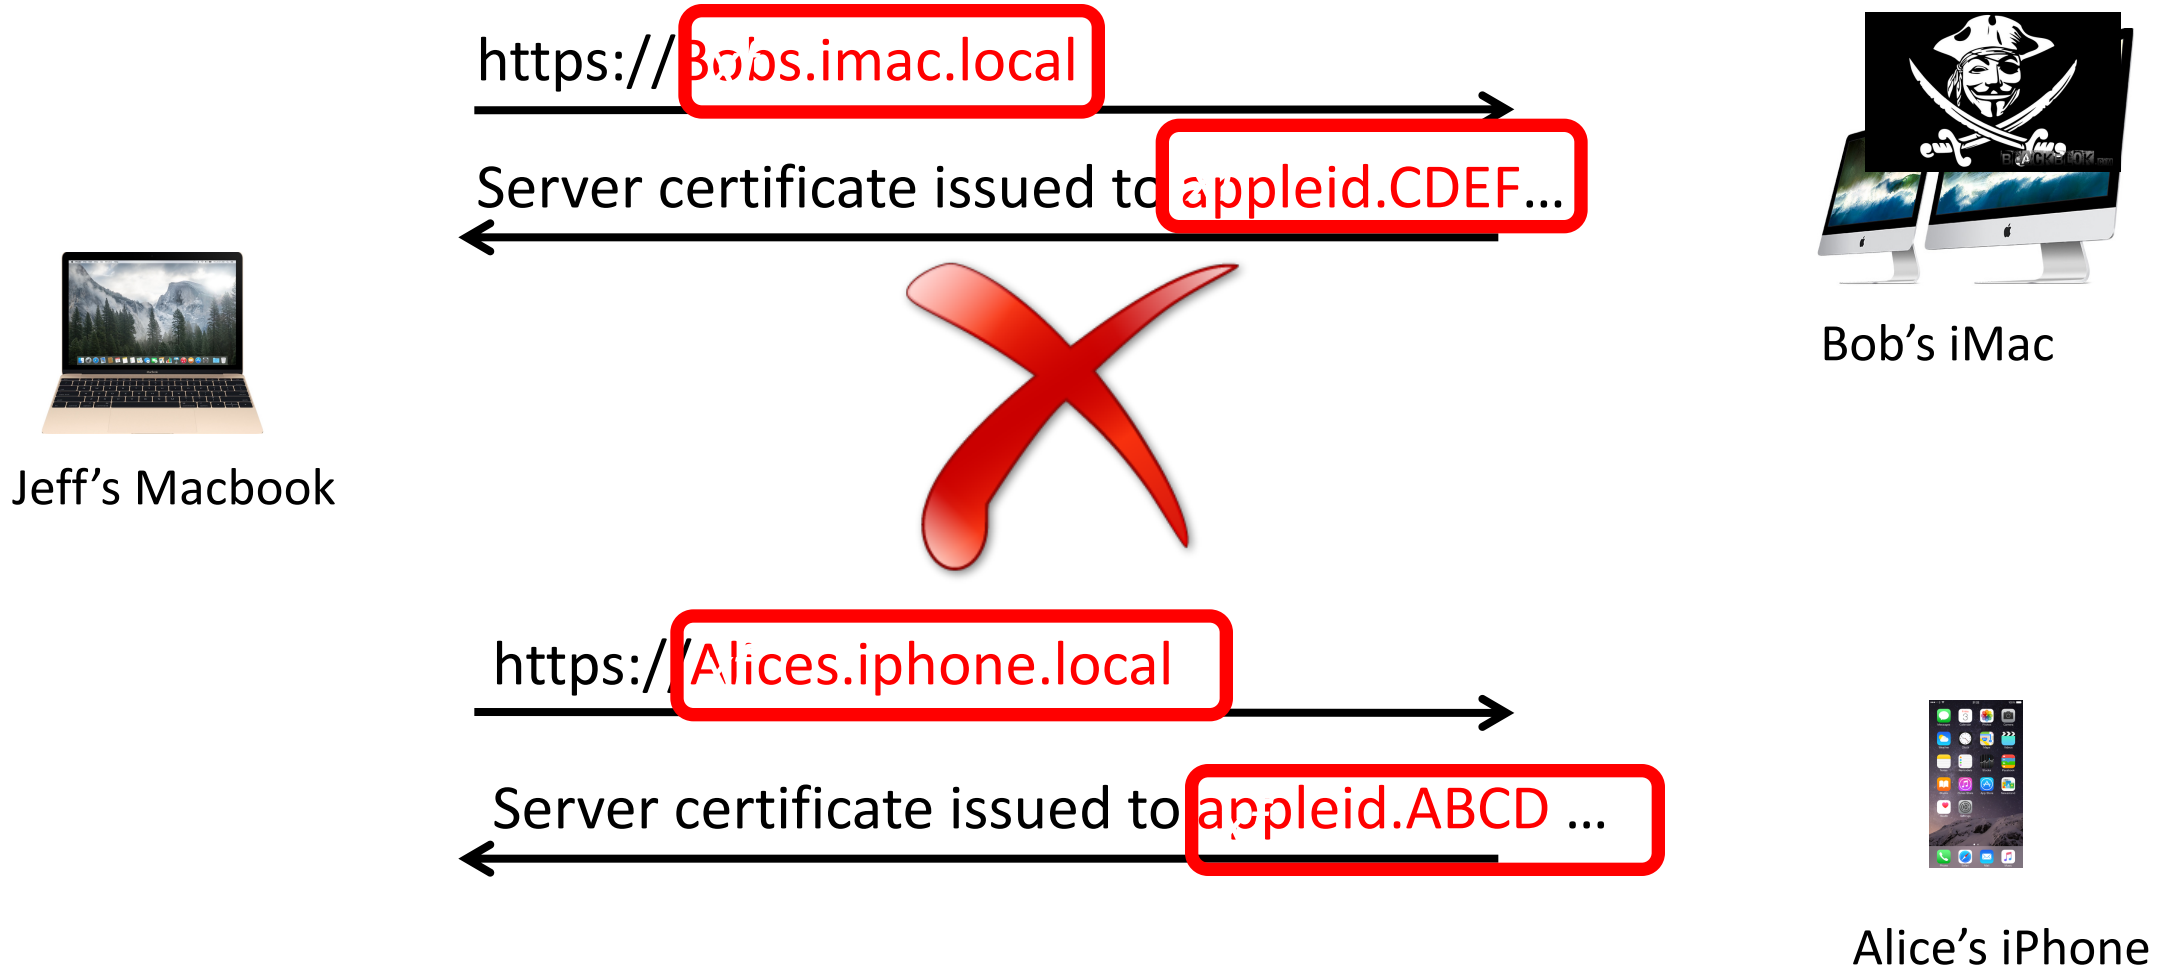 https://Bobs.imac.local
Server certificate issued to appleid.CDEF...
Bob’s iMac
Jeff’s Macbook
https://Alices.iphone.local
Server certificate issued to appleid.ABCD ...
Alice’s iPhone